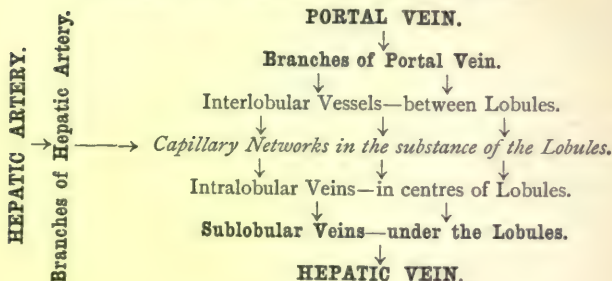 HEPATIC ARTERY.
Branches of Hepatic Artery.
PORTAL VEIN.
Branches of Portal Vein.
Interlobular Vessels—between Lobules.
Capillary Networks in the substance of the Lobules.
Intralobular Veins—in centres of Lobules.
Sublobular Veins—under the Lobules.
HEPATIC VEIN.